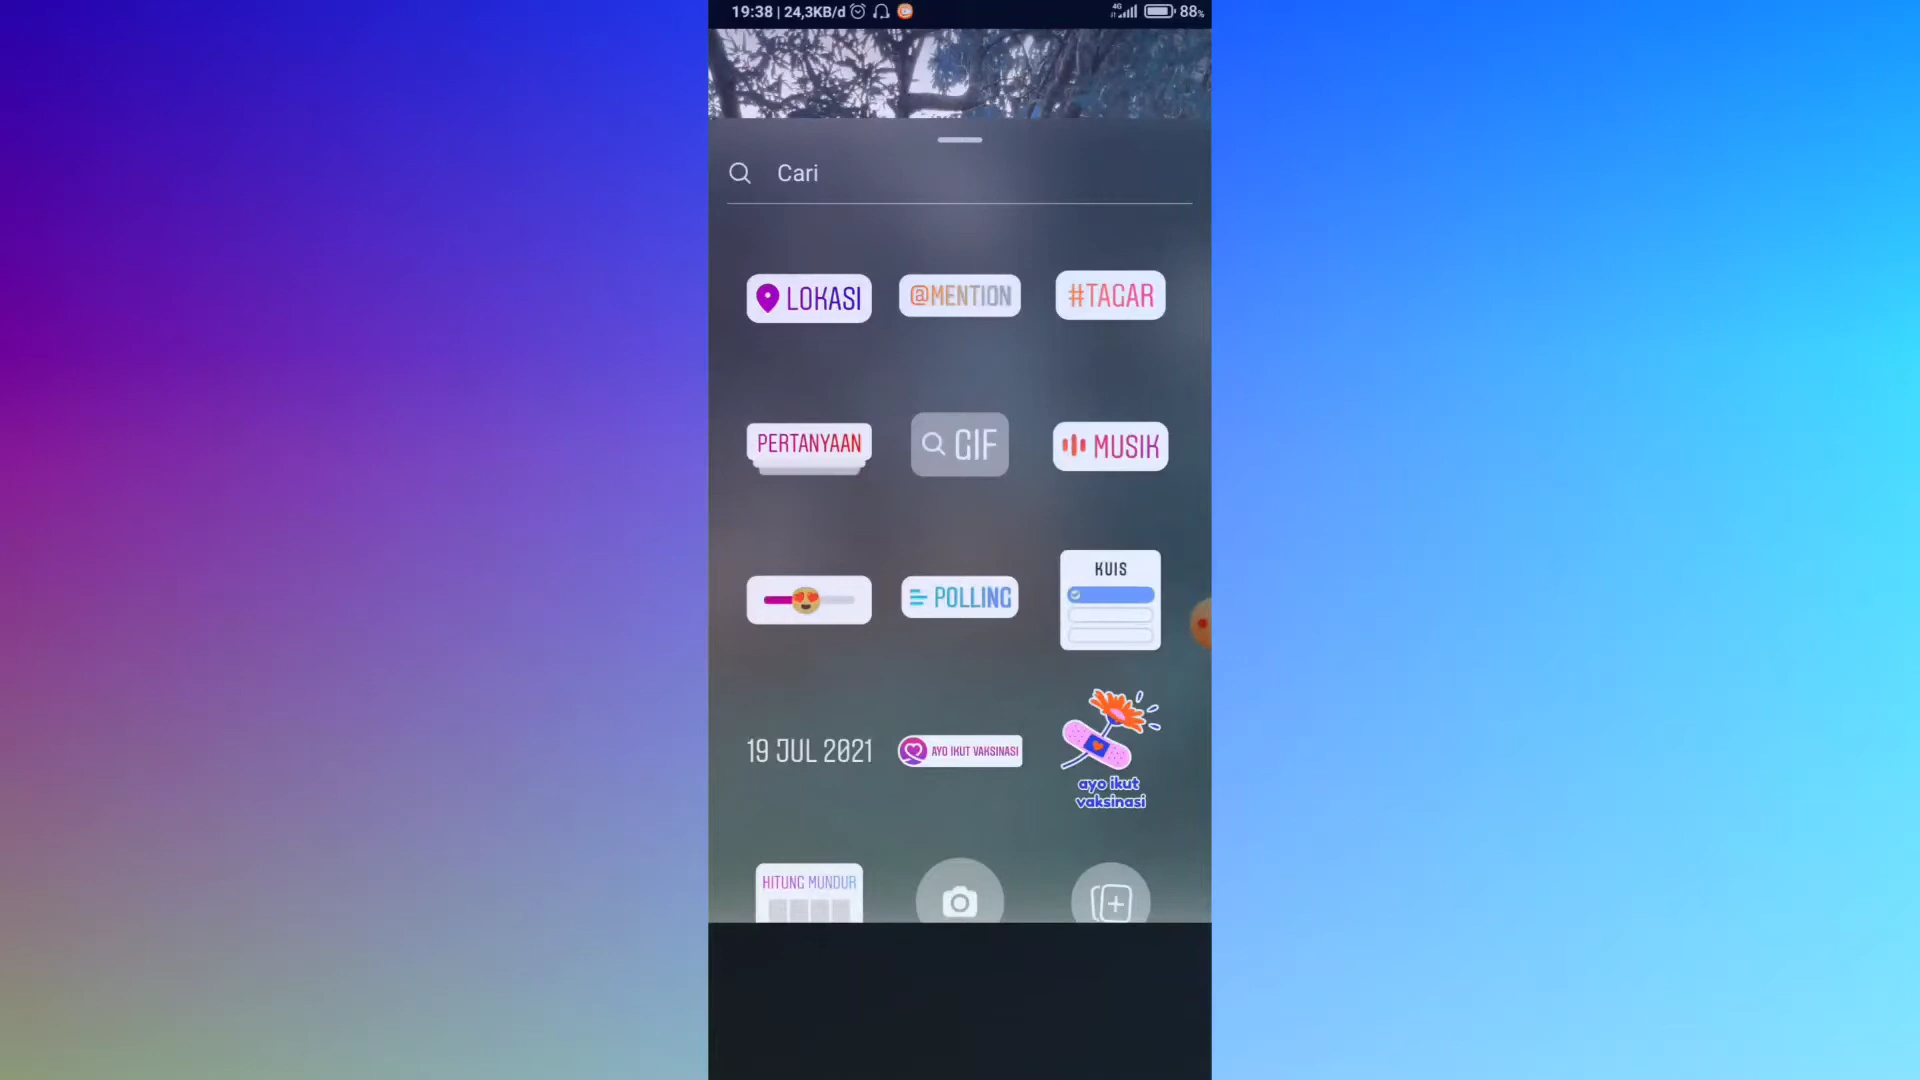 19:38 | 24,3KB/d
4G
88%
Cari
LOKASI
@MENTION
#TAGAR
PERTANYAAN
GIF
MUSIK
POLLING
KUIS
19 JUL 2021
AYO IKUT VAKSINASI
ayo ikut
vaksinasi
HITUNG MUNDUR